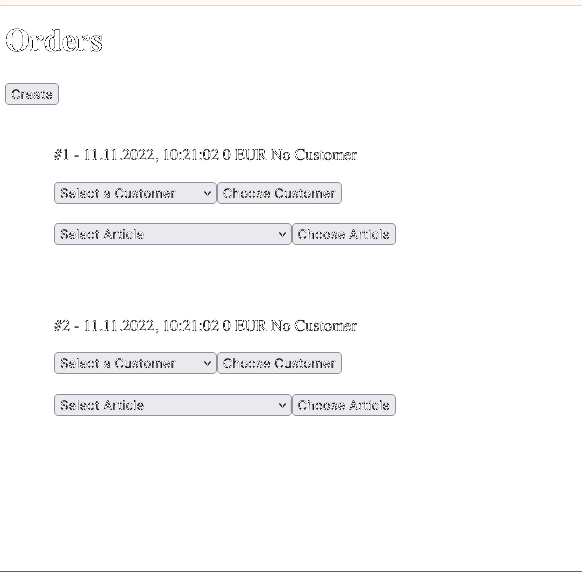 Orders
Create
#1 - 11.11.2022, 10:21:02 0 EUR No Customer
Select a Customer Choose Customer
Select Article Choose Article
#2 - 11.11.2022, 10:21:02 0 EUR No Customer
Select a Customer Choose Customer
Select Article Choose Article